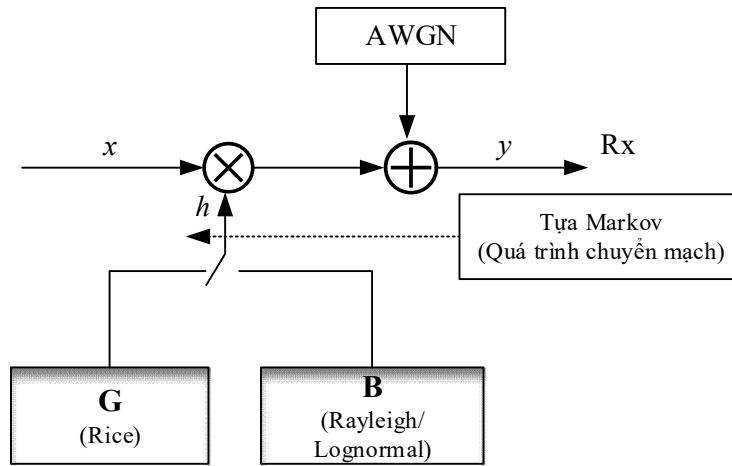 AWGN
x
y
Rx
h
Tựa Markov
(Quá trình chuyển mạch)
G
(Rice)
B
(Rayleigh/
Lognormal)